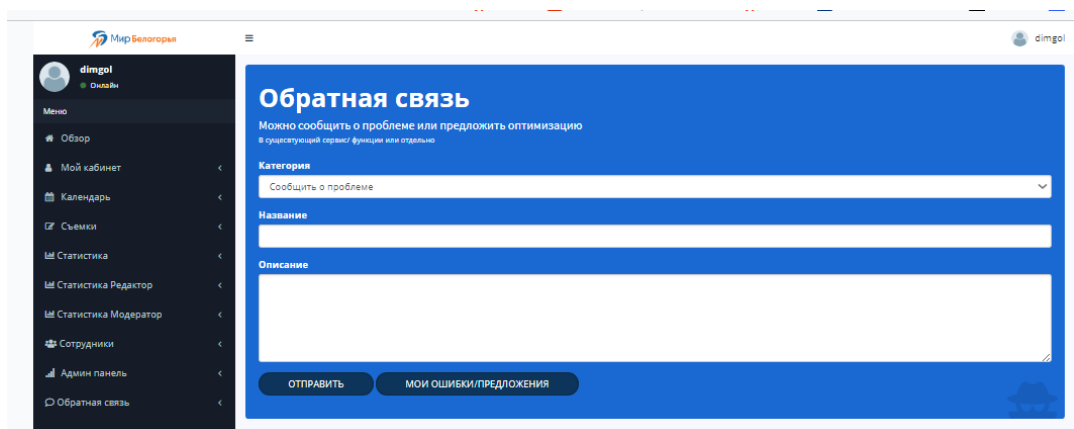 Мир Белогорья
dimgol
dimgol
Онлайн
Меню
Обзор
Мой кабинет
Календарь
Съемки
Статистика
Статистика Редактор
Статистика Модератор
Сотрудники
Админ панель
Обратная связь
Обратная связь
Можно сообщить о проблеме или предложить оптимизацию
В существующий сервис/ функции или отдельно
Категория
Сообщить о проблеме
Название
Описание
ОТПРАВИТЬ
МОИ ОШИБКИ/ПРЕДЛОЖЕНИЯ